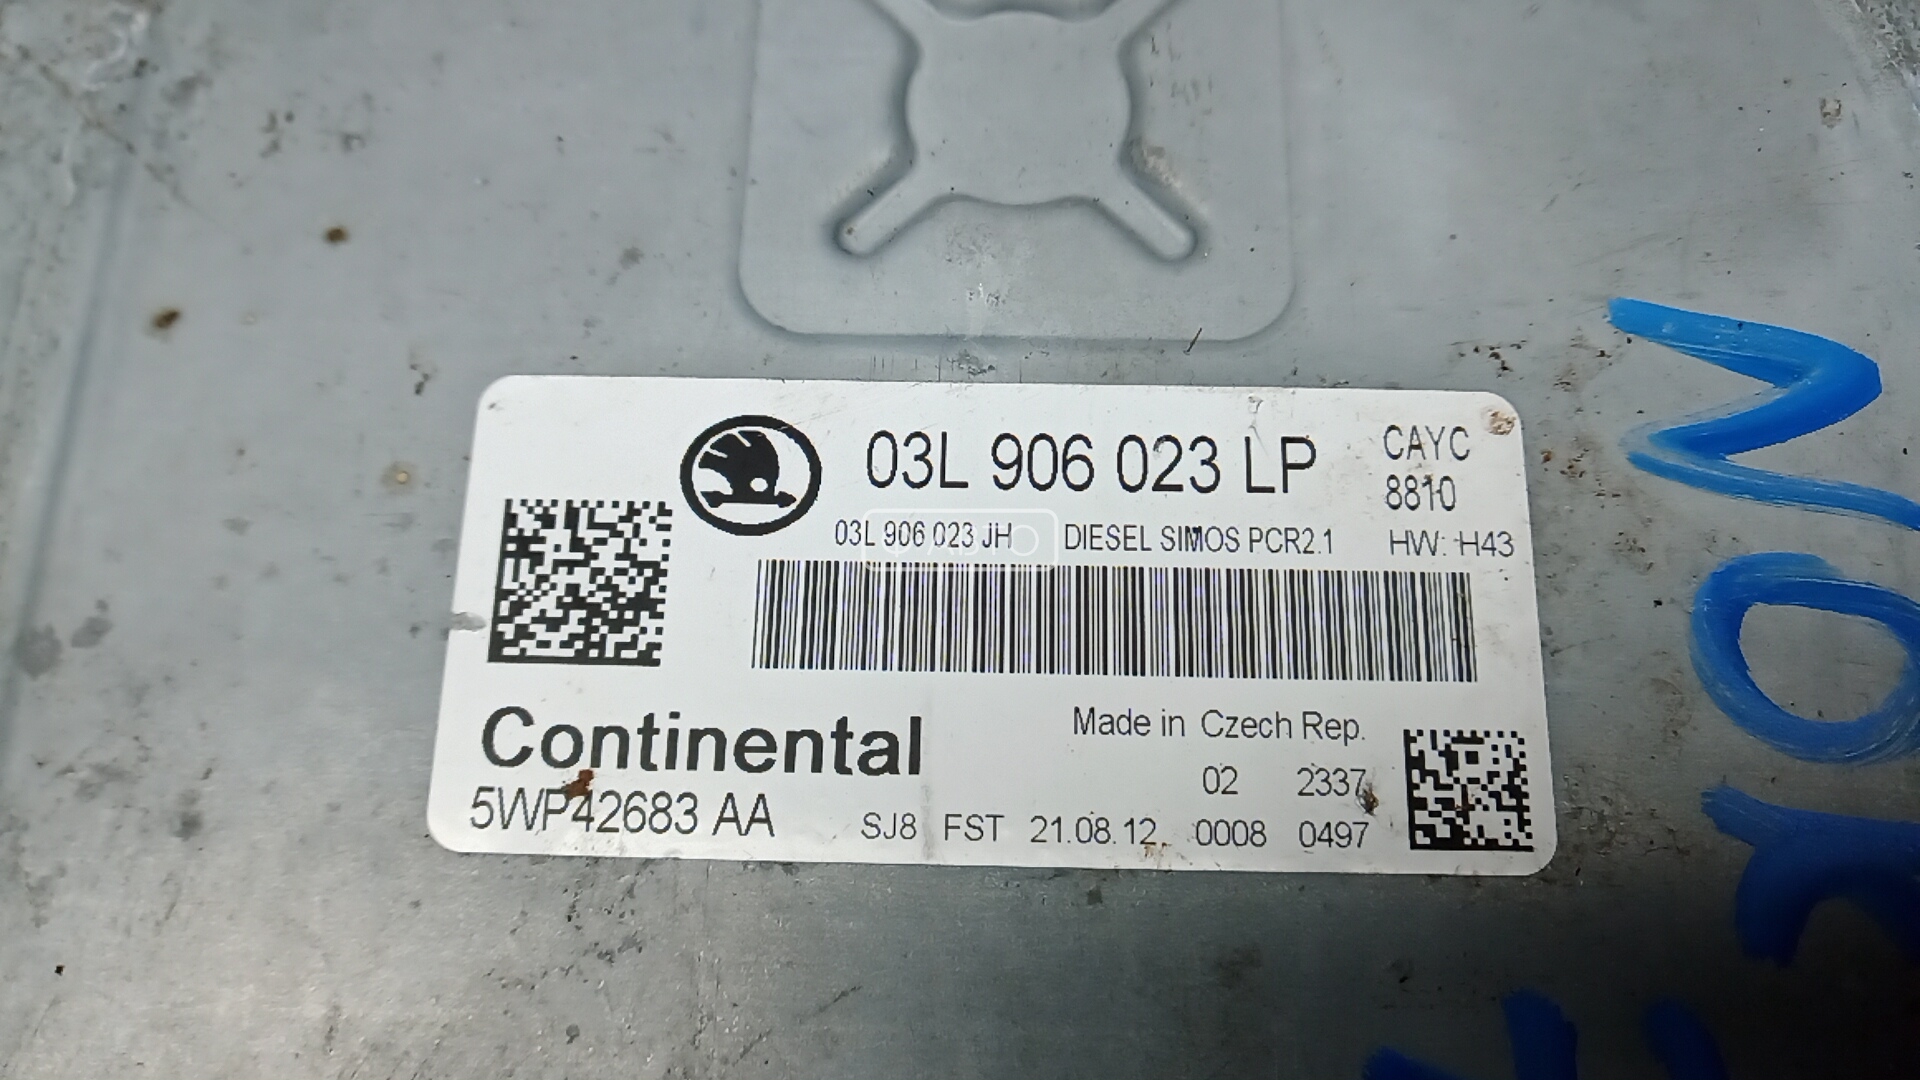 03L 906 023 LP
CAYC
8810
03L 906 023 JH DIESEL SIMOS PCR2.1 HW: H43
АВТО
Continental
Made in Czech Rep.
02 2337
5WP42683 AA
SJ8 FST 21.08.12 0008 0497